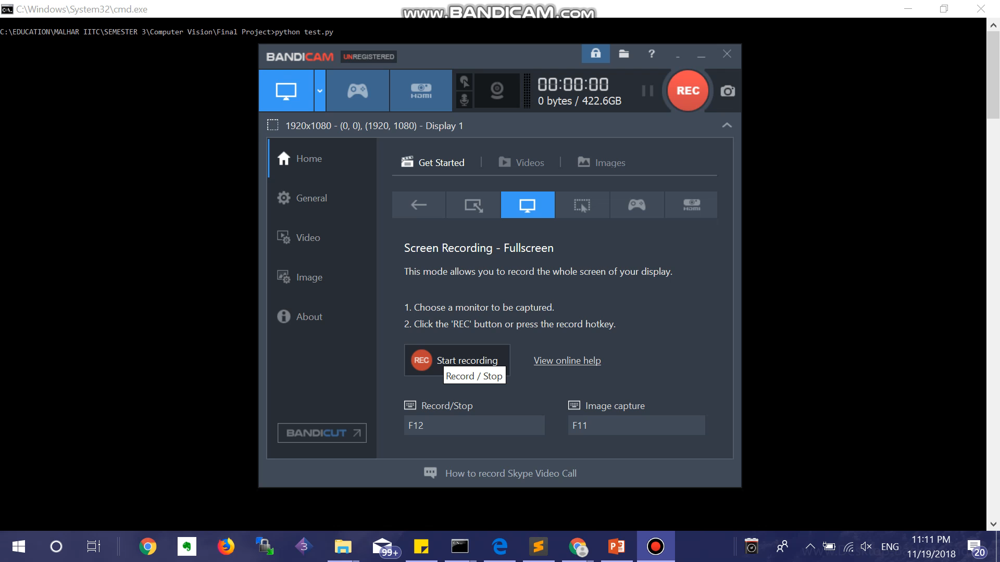 C:\Windows\System32\cmd.exe
www.BANDICAM.com
C:\EDUCATION\MALHAR IITC\SEMESTER 3\Computer Vision\Final Project>python test.py
BANDICAM UNREGISTERED
?
HDMI
00:00:00
0 bytes / 422.6GB
REC
1920x1080 - (0, 0), (1920, 1080) - Display 1
Home
General
Video
Image
About
BANDICUT
Get Started
Videos
Images
HDMI
Screen Recording - Fullscreen
This mode allows you to record the whole screen of your display.
1. Choose a monitor to be captured.
2. Click the 'REC' button or press the record hotkey.
REC Start recording
View online help
Record / Stop
Record/Stop
Image capture
F12
F11
How to record Skype Video Call
3
99+
ENG
11:11 PM
11/19/2018
20